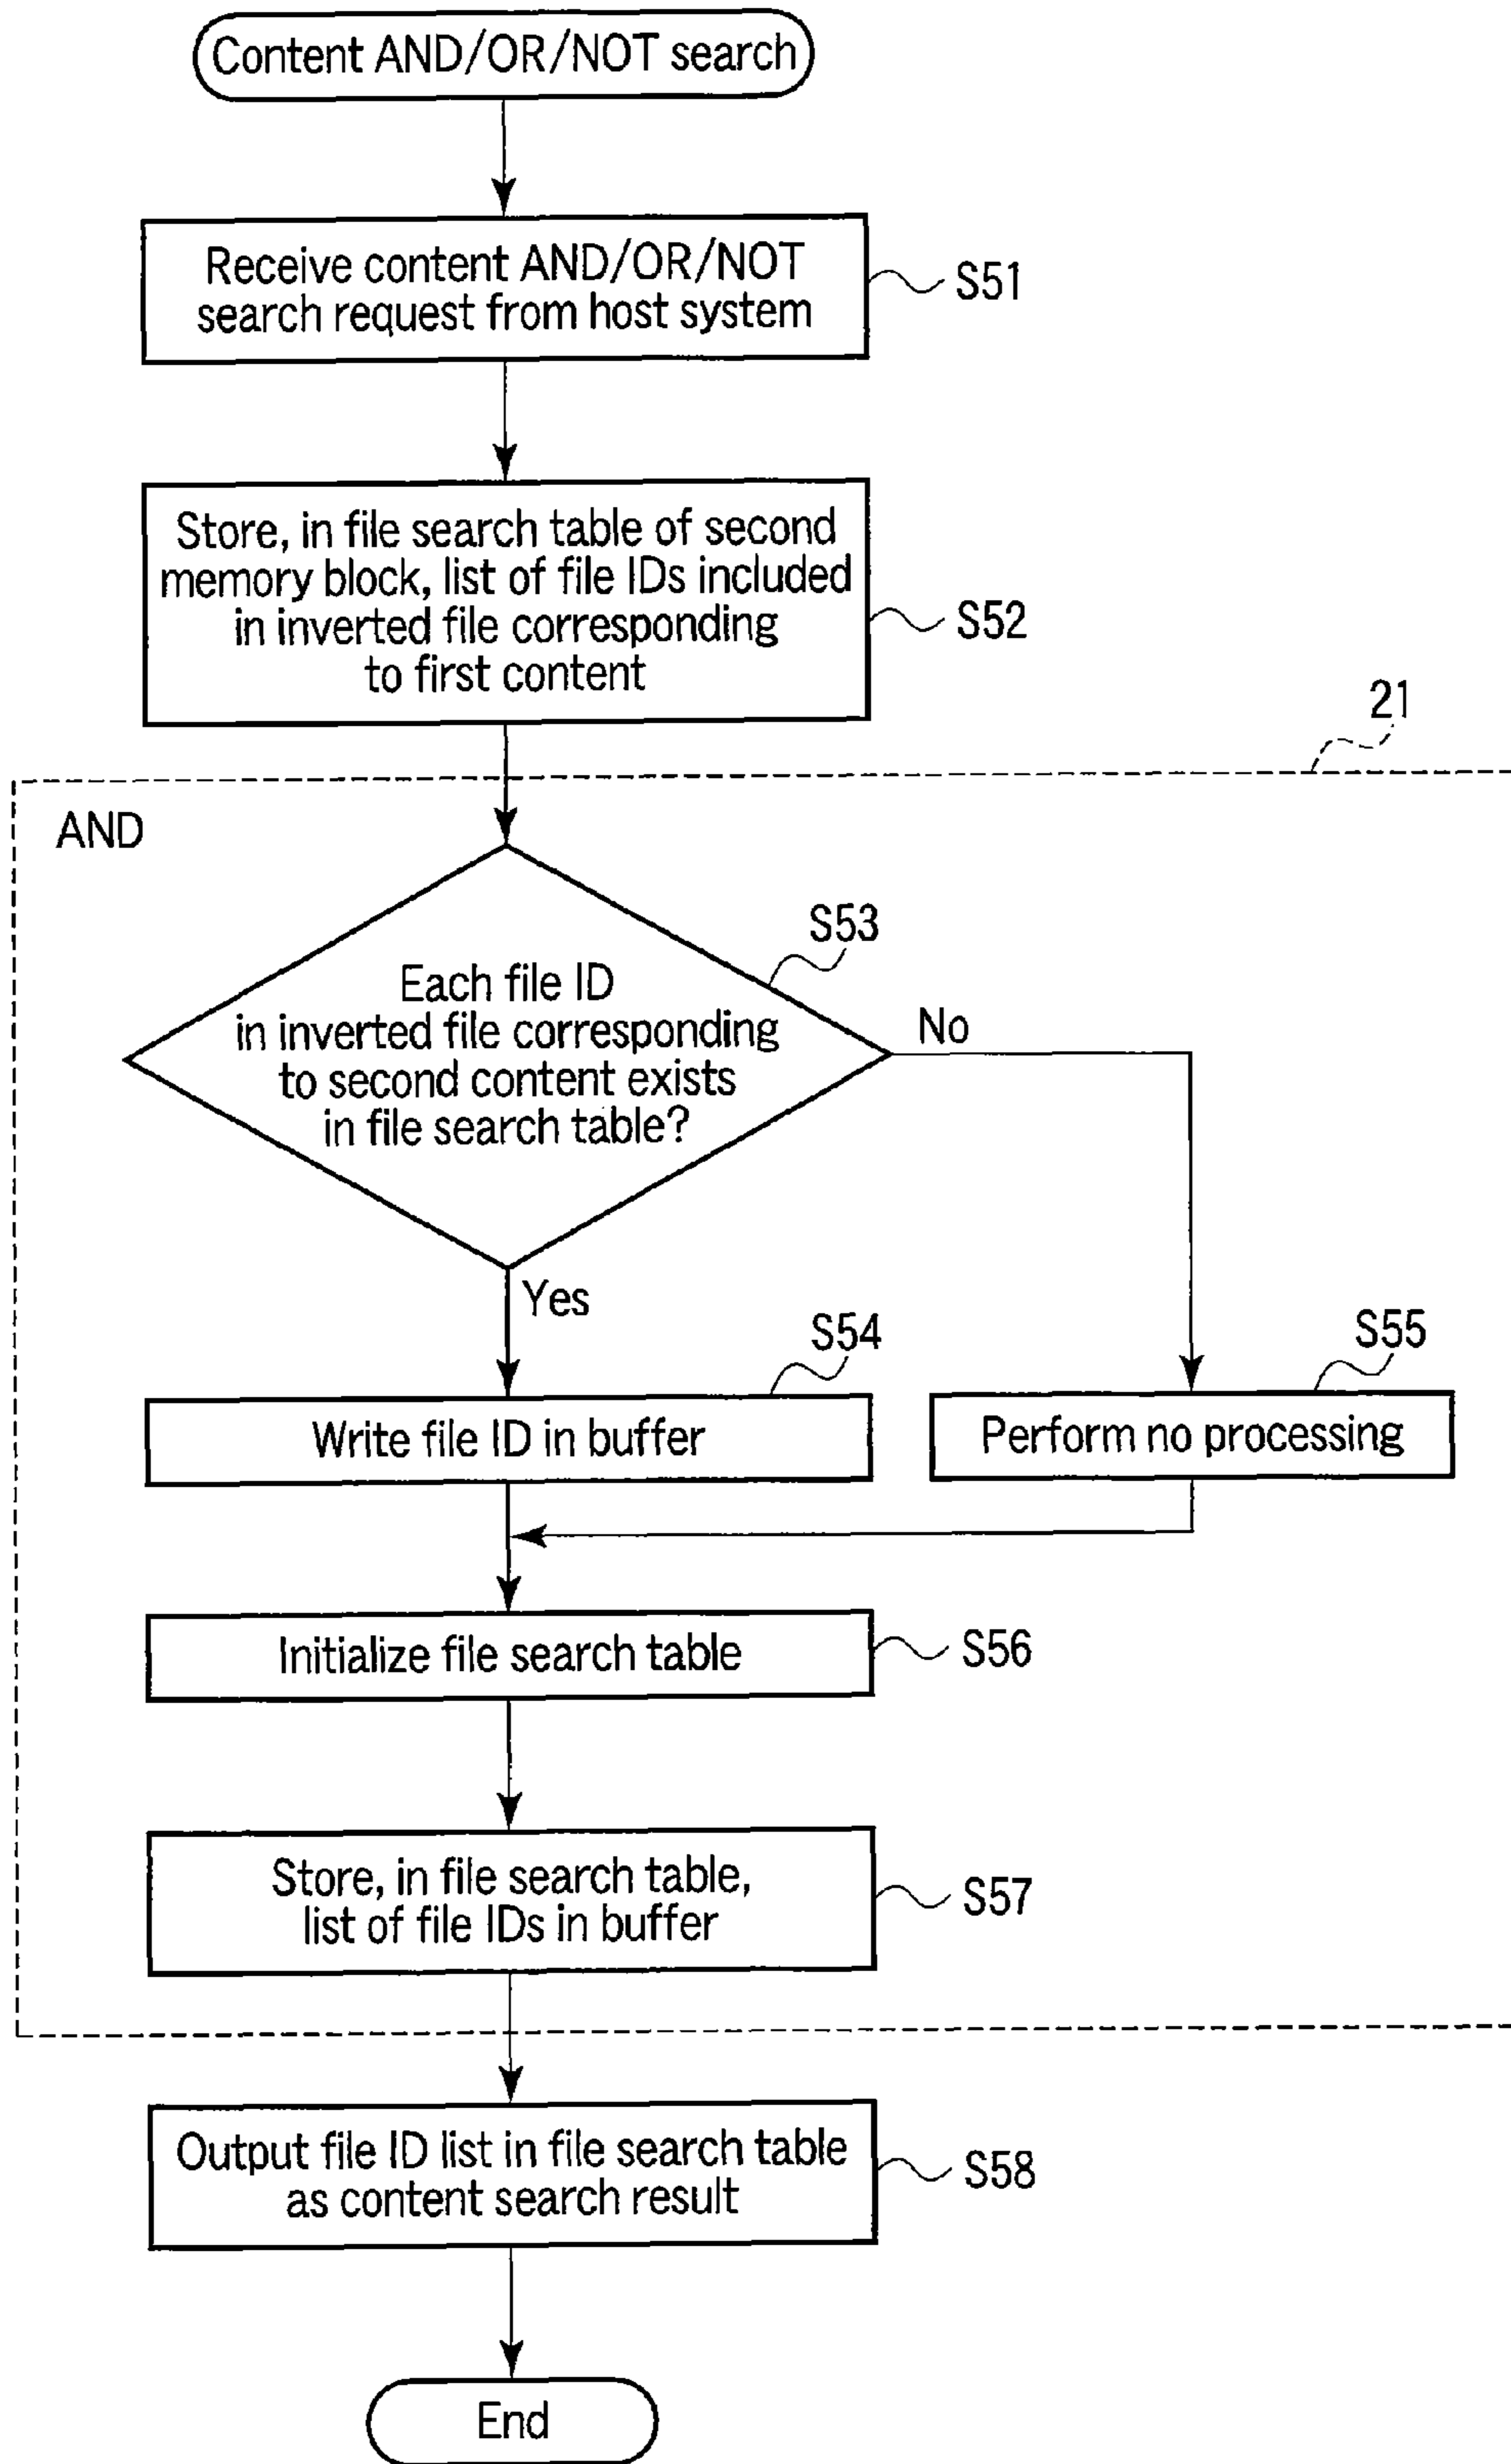 Content AND/OR/NOT search
Receive content AND/OR/NOT
search request from host system
S51
Store, in file search table of second
memory block, list of file IDs included
in inverted file corresponding
to first content
S52
21
AND
S53
Each file ID
in inverted file corresponding
to second content exists
in file search table?
No
Yes
S54
Write file ID in buffer
S55
Perform no processing
Initialize file search table
S56
Store, in file search table,
list of file IDs in buffer
S57
Output file ID list in file search table
as content search result
S58
End